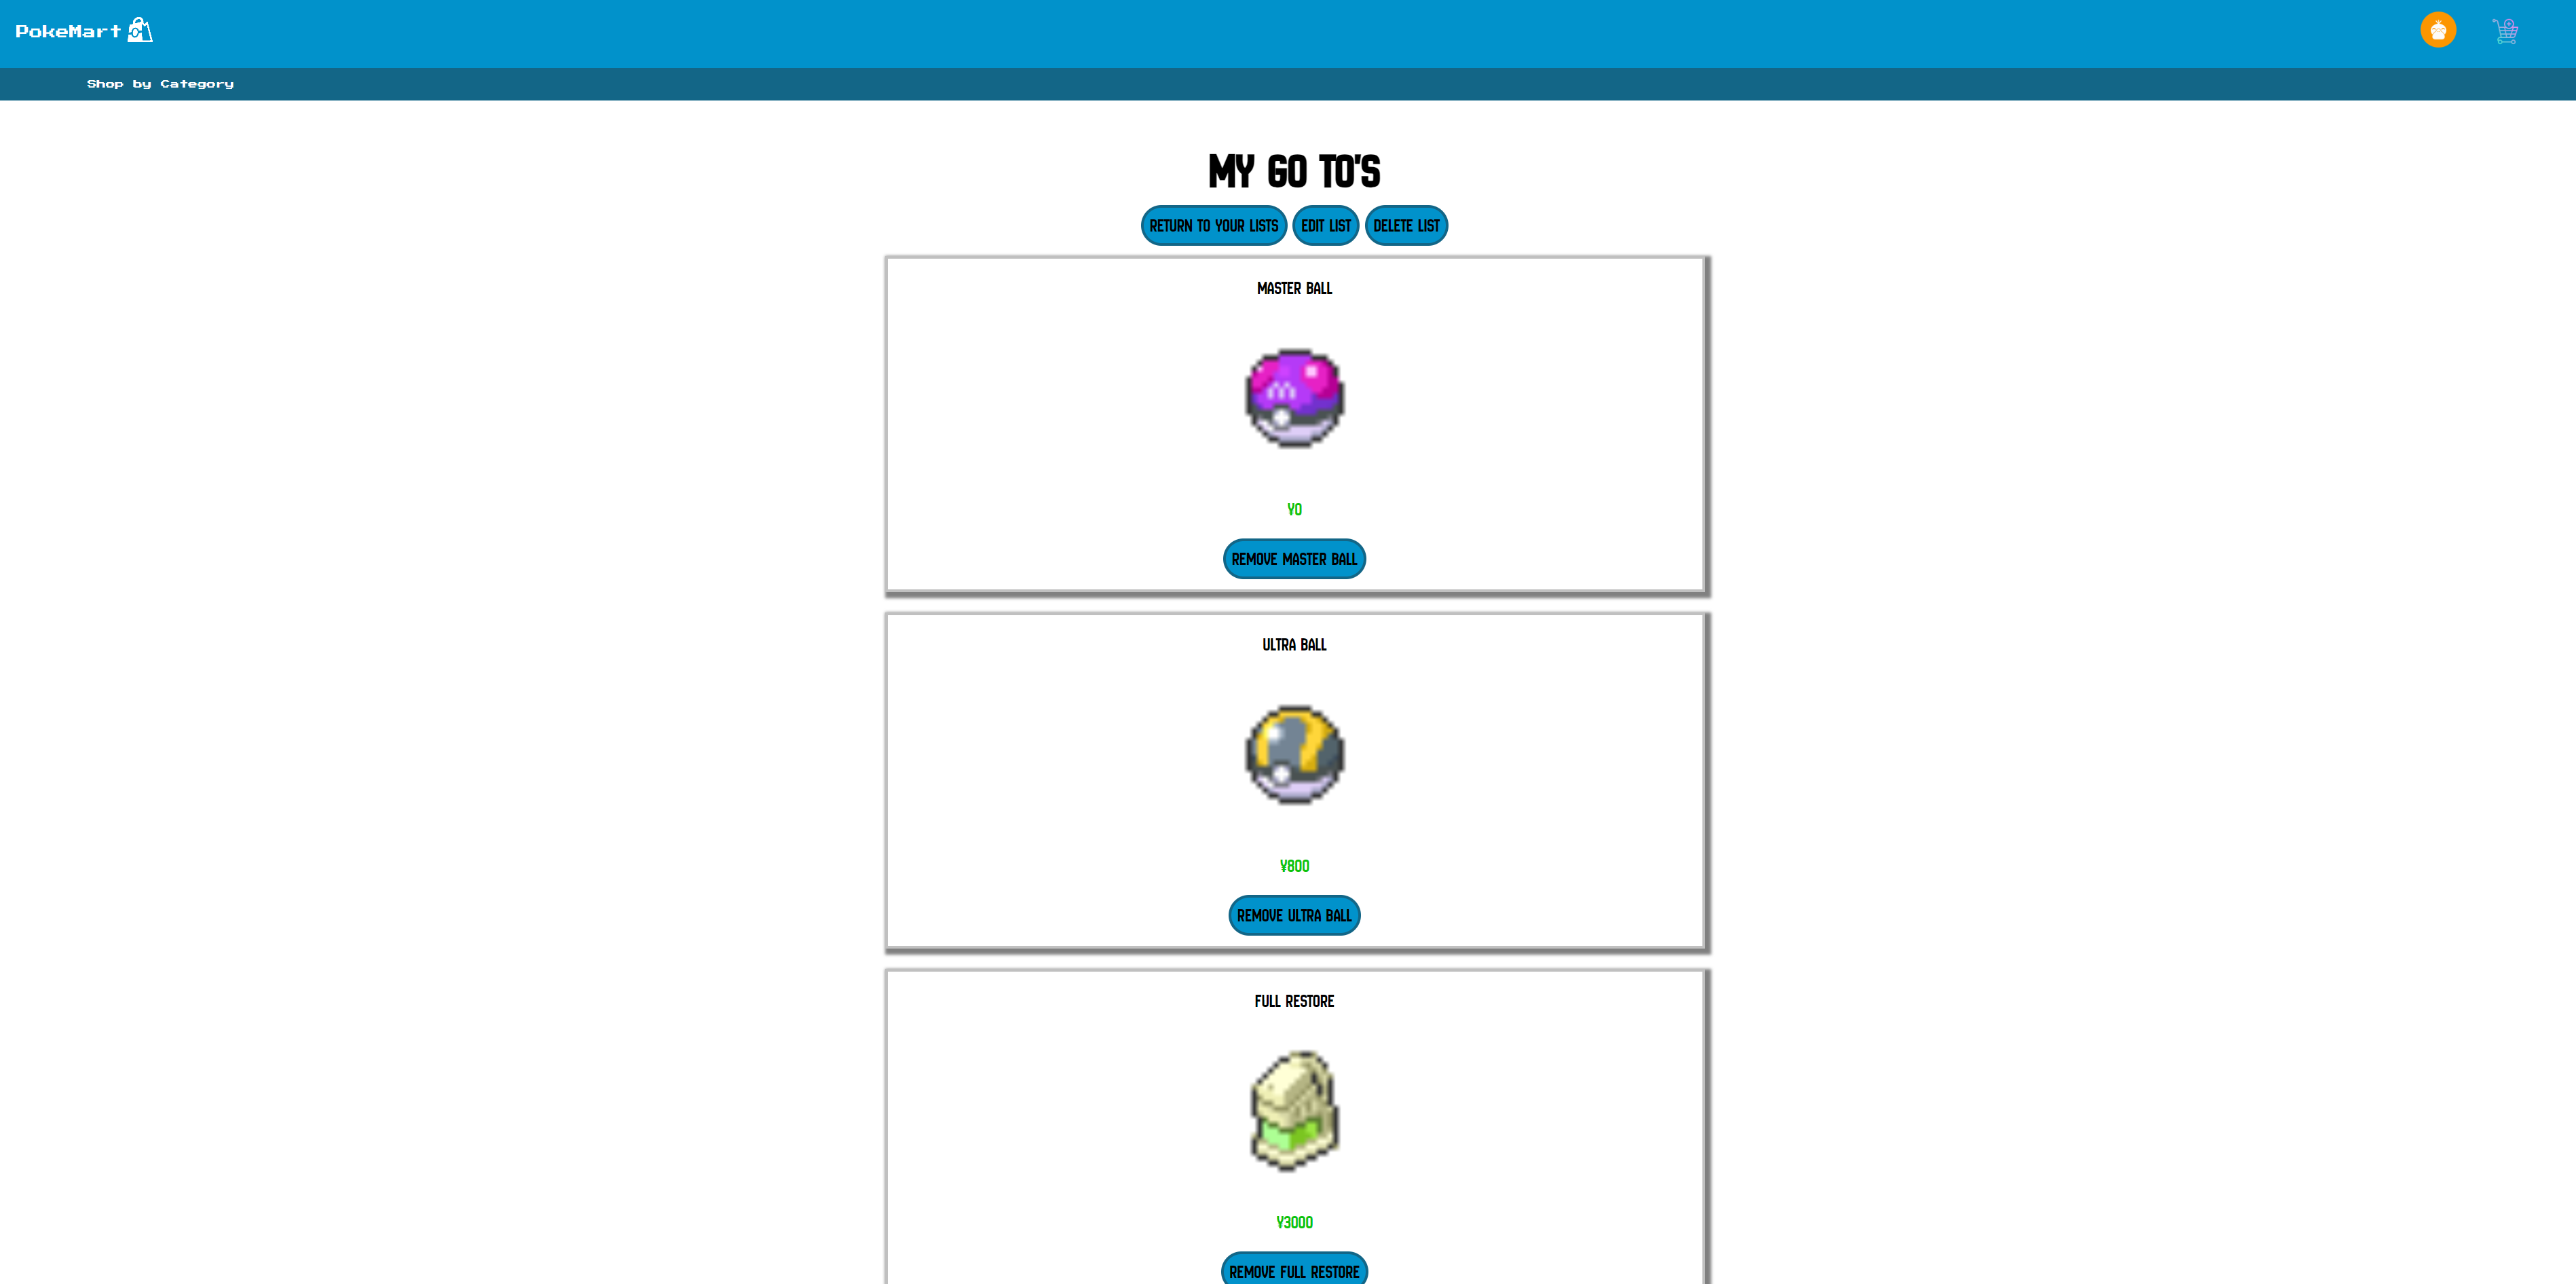 PokeMart
Shop by Category
MY GO TO'S
RETURN TO YOUR LISTS EDIT LIST DELETE LIST
MASTER BALL
¥0
REMOVE MASTER BALL
ULTRA BALL
¥800
REMOVE ULTRA BALL
FULL RESTORE
¥3000
REMOVE FULL RESTORE